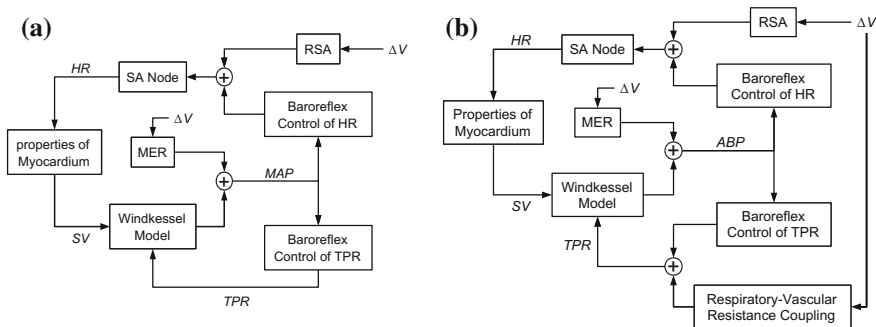 (a)
RSA
ΔV
HR
SA Node
+
Baroreflex
Control of HR
ΔV
properties of
Myocardium
MER
+
MAP
SV
Windkessel
Model
Baroreflex
Control of TPR
TPR
(b)
RSA
ΔV
HR
SA Node
+
Baroreflex
Control of HR
ΔV
Properties of
Myocardium
MER
+
ABP
SV
Windkessel
Model
Baroreflex
Control of TPR
TPR
+
Respiratory-Vascular
Resistance Coupling